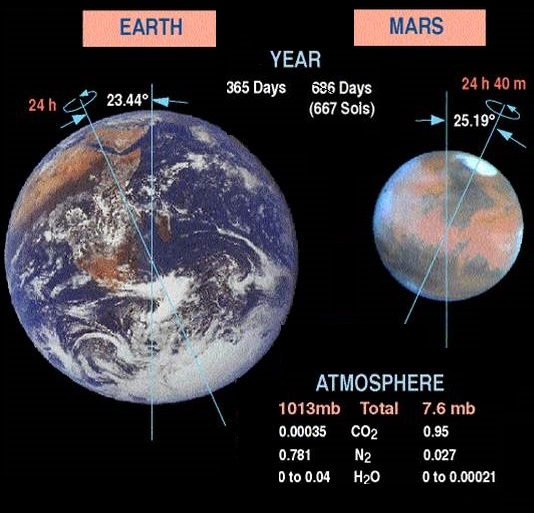 EARTH MARS
YEAR
365 Days 686 Days
(667 Sols)
24 h 23.44° 24 h 40 m
25.19°
ATMOSPHERE
1013mb Total 7.6 mb
0.00035 CO₂ 0.95
0.781 N₂ 0.027
0 to 0.04 H₂O 0 to 0.00021